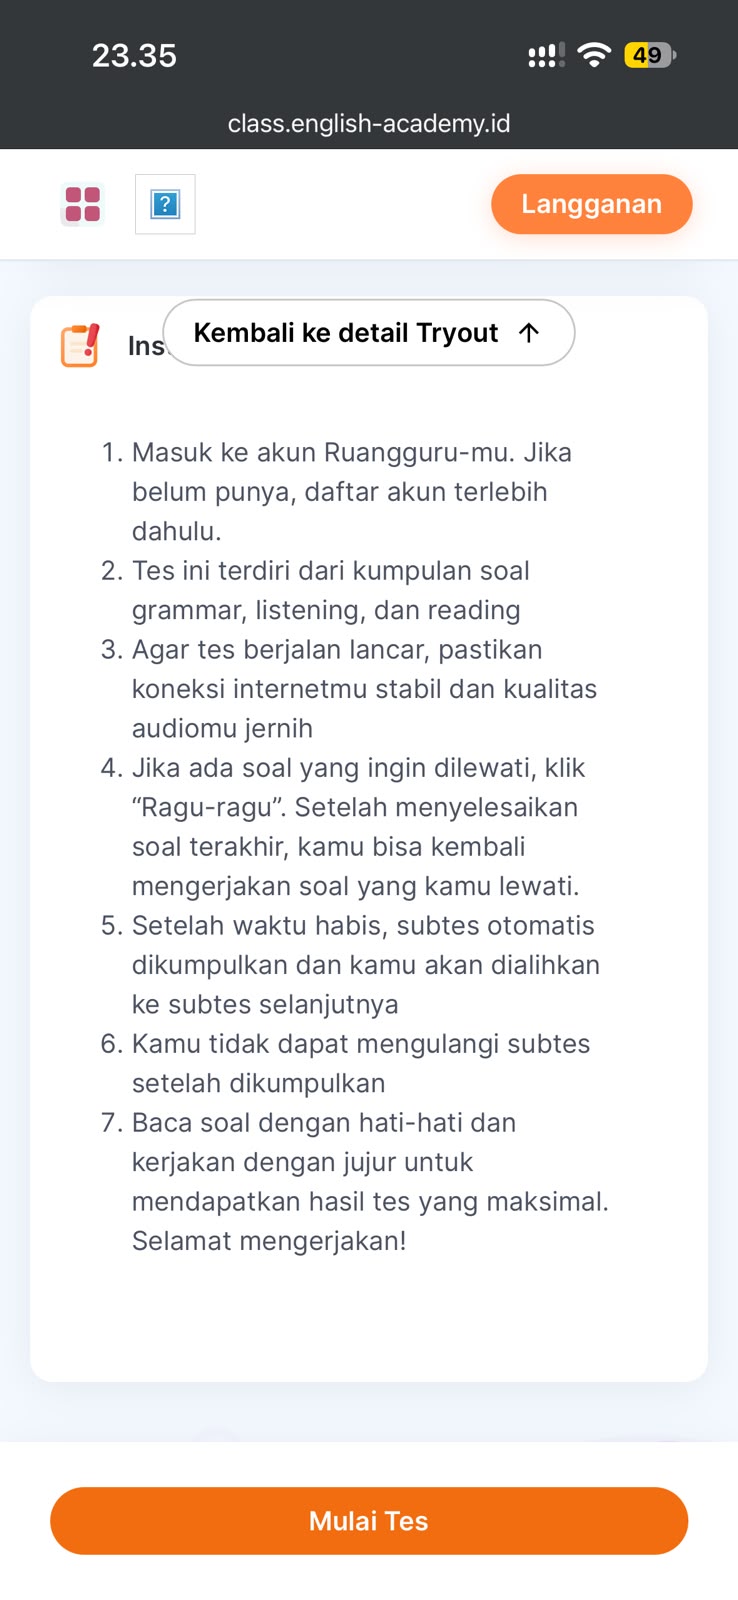 23.35
49
class.english-academy.id
?
Langganan
Kembali ke detail Tryout ↑
1. Masuk ke akun Ruangguru-mu. Jika
belum punya, daftar akun terlebih
dahulu.
2. Tes ini terdiri dari kumpulan soal
grammar, listening, dan reading
3. Agar tes berjalan lancar, pastikan
koneksi internetmu stabil dan kualitas
audiomu jernih
4. Jika ada soal yang ingin dilewati, klik
“Ragu-ragu”. Setelah menyelesaikan
soal terakhir, kamu bisa kembali
mengerjakan soal yang kamu lewati.
5. Setelah waktu habis, subtes otomatis
dikumpulkan dan kamu akan dialihkan
ke subtes selanjutnya
6. Kamu tidak dapat mengulangi subtes
setelah dikumpulkan
7. Baca soal dengan hati-hati dan
kerjakan dengan jujur untuk
mendapatkan hasil tes yang maksimal.
Selamat mengerjakan!
Mulai Tes